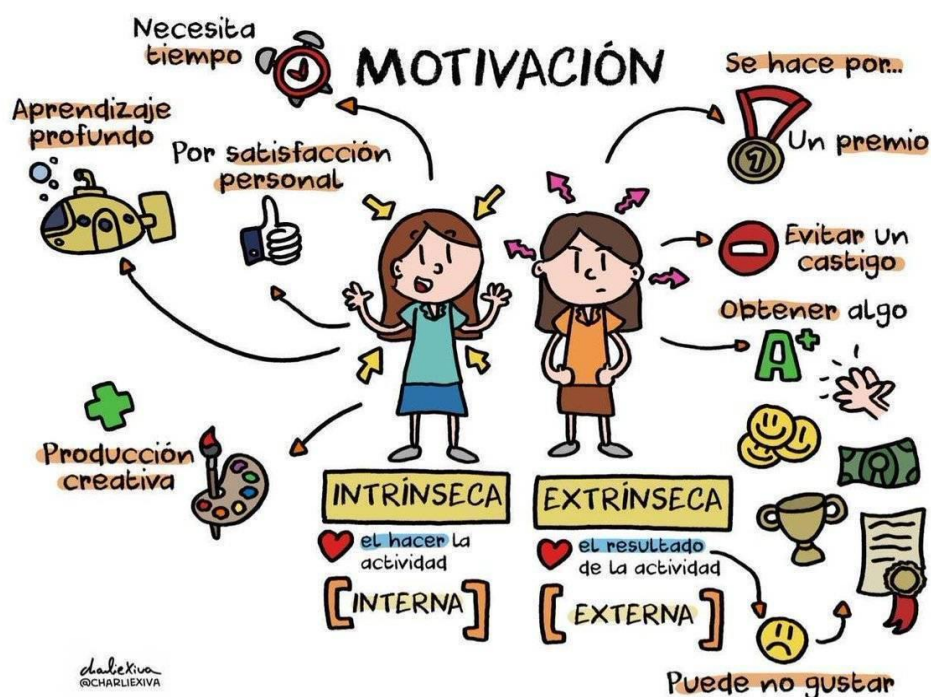 MOTIVACIÓN
Necesita
tiempo
Aprendizaje
profundo
Por satisfacción
personal
Producción
creativa
INTRÍNSECA
el hacer la
actividad
[INTERNA]
Se hace por...
Un premio
1
Evitar un
castigo
Obtener algo
A+
EXTRÍNSECA
el resultado
de la actividad
[EXTERNA]
Puede no gustar
charlieXiva
@CHARLIEXIVA